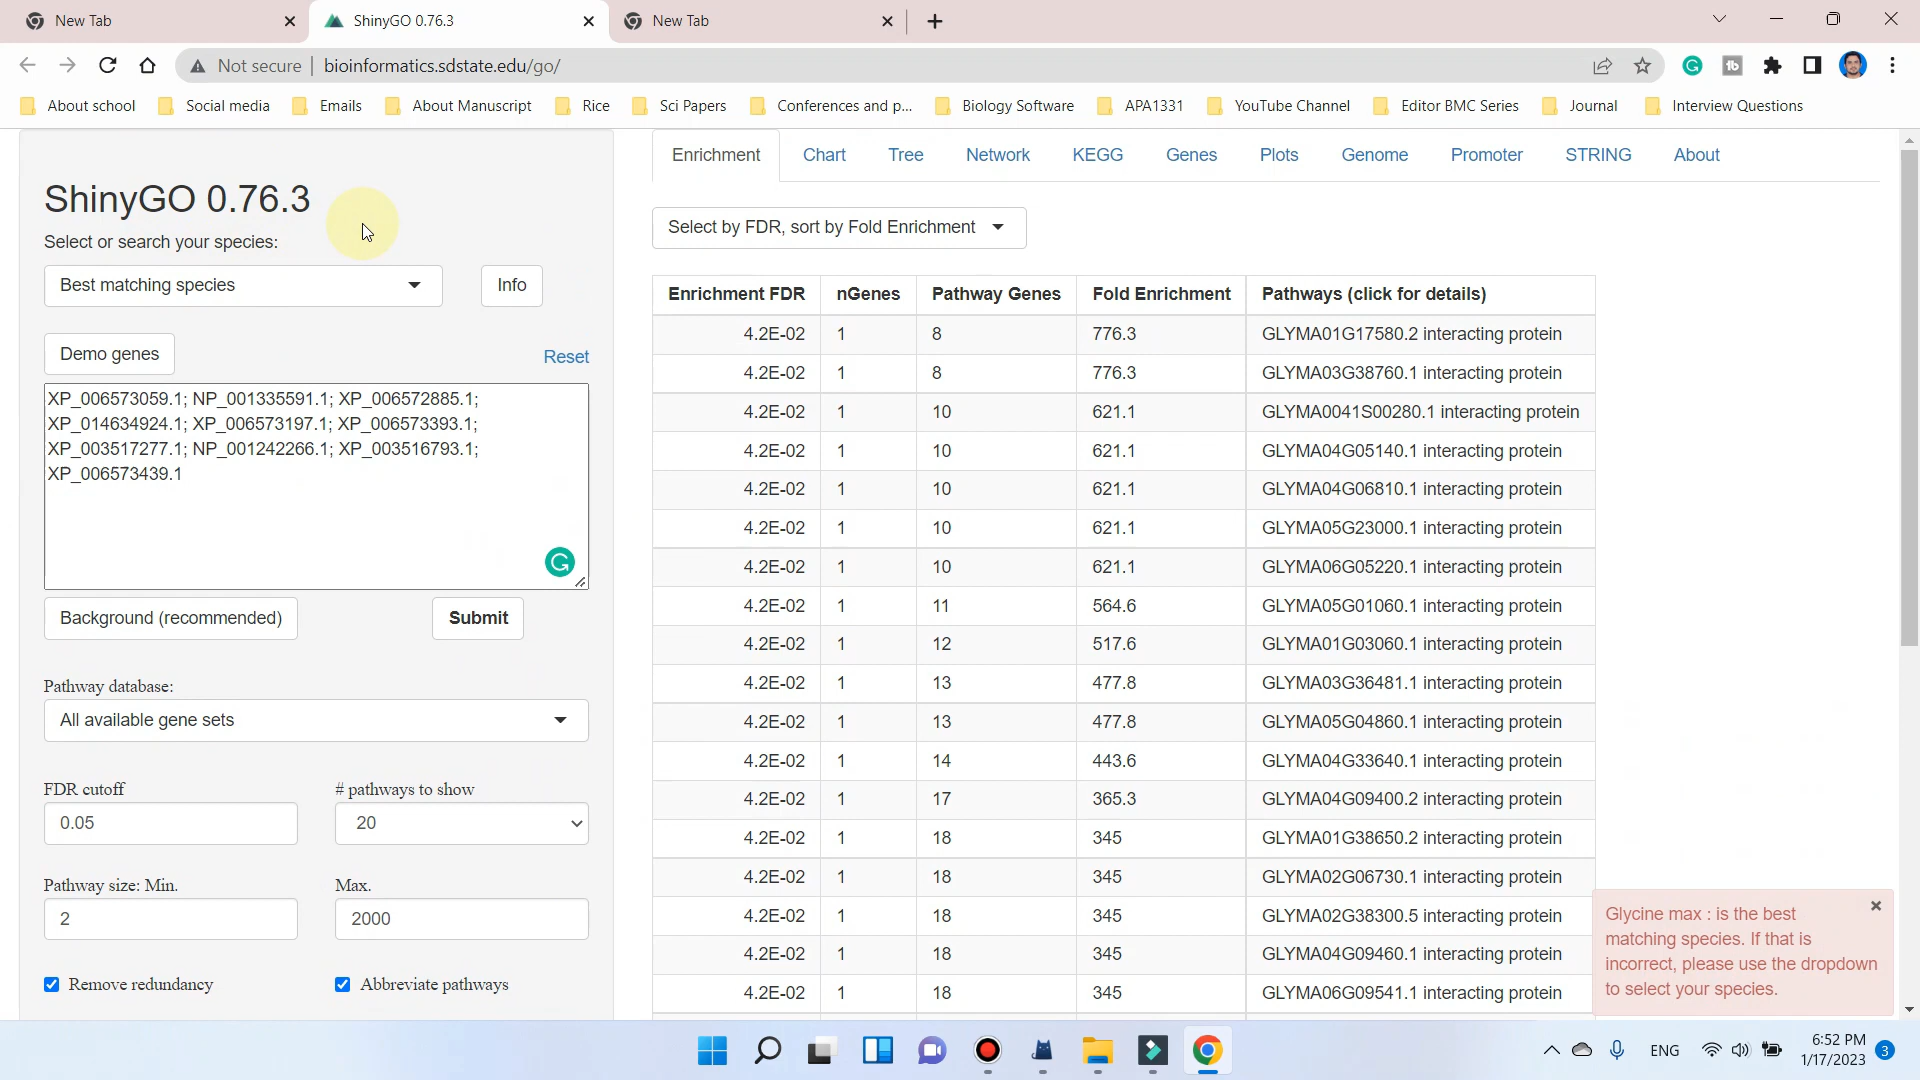 New Tab
ShinyGO 0.76.3
New Tab
Not secure
bioinformatics.sdstate.edu/go/
About school
Social media
Emails
About Manuscript
Rice
Sci Papers
Conferences and p...
Biology Software
APA1331
YouTube Channel
Editor BMC Series
Journal
Interview Questions
ShinyGO 0.76.3
Select or search your species:
Best matching species
Info
Demo genes
Reset
XP_006573059.1; NP_001335591.1; XP_006572885.1;
XP_014634924.1; XP_006573197.1; XP_006573393.1;
XP_003517277.1; NP_001242266.1; XP_003516793.1;
XP_006573439.1
Background (recommended)
Submit
Pathway database:
All available gene sets
FDR cutoff
# pathways to show
0.05
20
Pathway size: Min.
Max.
2
2000
Remove redundancy
Abbreviate pathways
Enrichment
Chart
Tree
Network
KEGG
Genes
Plots
Genome
Promoter
STRING
About
Select by FDR, sort by Fold Enrichment
Enrichment FDR nGenes Pathway Genes Fold Enrichment Pathways (click for details)
4.2E-02 1 8 776.3 GLYMA01G17580.2 interacting protein
4.2E-02 1 8 776.3 GLYMA03G38760.1 interacting protein
4.2E-02 1 10 621.1 GLYMA0041S00280.1 interacting protein
4.2E-02 1 10 621.1 GLYMA04G05140.1 interacting protein
4.2E-02 1 10 621.1 GLYMA04G06810.1 interacting protein
4.2E-02 1 10 621.1 GLYMA05G23000.1 interacting protein
4.2E-02 1 10 621.1 GLYMA06G05220.1 interacting protein
4.2E-02 1 11 564.6 GLYMA05G01060.1 interacting protein
4.2E-02 1 12 517.6 GLYMA01G03060.1 interacting protein
4.2E-02 1 13 477.8 GLYMA03G36481.1 interacting protein
4.2E-02 1 13 477.8 GLYMA05G04860.1 interacting protein
4.2E-02 1 14 443.6 GLYMA04G33640.1 interacting protein
4.2E-02 1 17 365.3 GLYMA04G09400.2 interacting protein
4.2E-02 1 18 345 GLYMA01G38650.2 interacting protein
4.2E-02 1 18 345 GLYMA02G06730.1 interacting protein
4.2E-02 1 18 345 GLYMA02G38300.5 interacting protein
4.2E-02 1 18 345 GLYMA04G09460.1 interacting protein
4.2E-02 1 18 345 GLYMA06G09541.1 interacting protein
Glycine max : is the best
matching species. If that is
incorrect, please use the dropdown
to select your species.
ENG
6:52 PM
1/17/2023
3